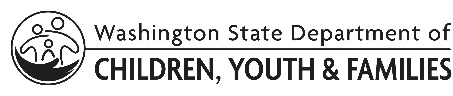 Washington State Department of
CHILDREN, YOUTH & FAMILIES